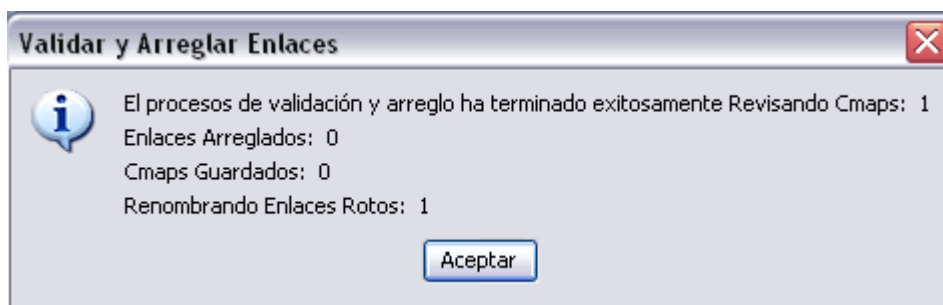 Validar y Arreglar Enlaces
El procesos de validación y arreglo ha terminado exitosamente Revisando Cmaps: 1
Enlaces Arreglados: 0
Cmaps Guardados: 0
Renombrando Enlaces Rotos: 1
Aceptar